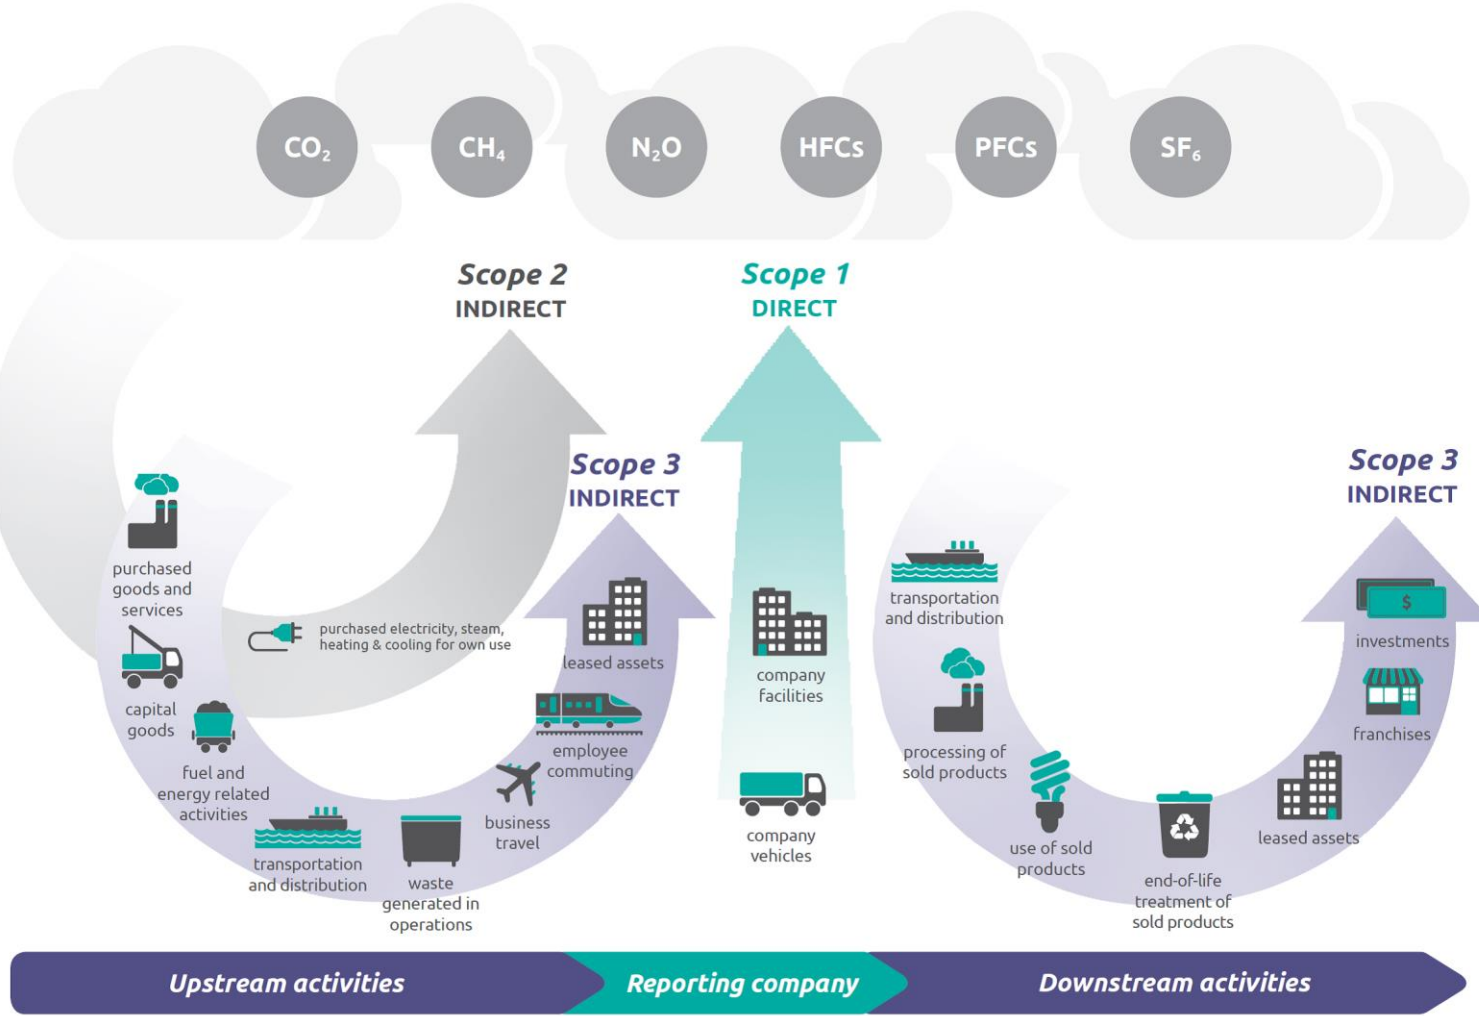 CO₂
CH₄
N₂O
HFCs
PFCs
SF₆
Scope 2
INDIRECT
Scope 1
DIRECT
Scope 3
INDIRECT
Scope 3
INDIRECT
purchased
goods and
services
capital
goods
fuel and
energy related
activities
transportation
and distribution
waste
generated in
operations
business
travel
employee
commuting
leased assets
purchased electricity, steam,
heating & cooling for own use
company
facilities
company
vehicles
transportation
and distribution
processing of
sold products
use of sold
products
end-of-life
treatment of
sold products
leased assets
franchises
investments
$
Upstream activities
Reporting company
Downstream activities